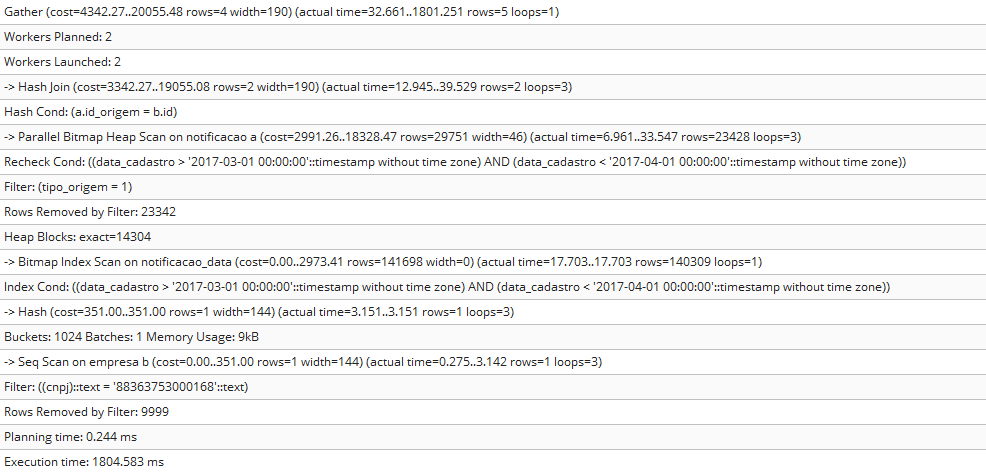 Gather (cost=4342.27..20055.48 rows=4 width=190) (actual time=32.661..1801.251 rows=5 loops=1)
Workers Planned: 2
Workers Launched: 2
-> Hash Join (cost=3342.27..19055.08 rows=2 width=190) (actual time=12.945..39.529 rows=2 loops=3)
Hash Cond: (a.id_origem = b.id)
-> Parallel Bitmap Heap Scan on notificacao a (cost=2991.26..18328.47 rows=29751 width=46) (actual time=6.961..33.547 rows=23428 loops=3)
Recheck Cond: ((data_cadastro > '2017-03-01 00:00:00'::timestamp without time zone) AND (data_cadastro < '2017-04-01 00:00:00'::timestamp without time zone))
Filter: (tipo_origem = 1)
Rows Removed by Filter: 23342
Heap Blocks: exact=14304
-> Bitmap Index Scan on notificacao_data (cost=0.00..2973.41 rows=141698 width=0) (actual time=17.703..17.703 rows=140309 loops=1)
Index Cond: ((data_cadastro > '2017-03-01 00:00:00'::timestamp without time zone) AND (data_cadastro < '2017-04-01 00:00:00'::timestamp without time zone))
-> Hash (cost=351.00..351.00 rows=1 width=144) (actual time=3.151..3.151 rows=1 loops=3)
Buckets: 1024 Batches: 1 Memory Usage: 9kB
-> Seq Scan on empresa b (cost=0.00..351.00 rows=1 width=144) (actual time=0.275..3.142 rows=1 loops=3)
Filter: ((cnpj)::text = '88363753000168'::text)
Rows Removed by Filter: 9999
Planning time: 0.244 ms
Execution time: 1804.583 ms